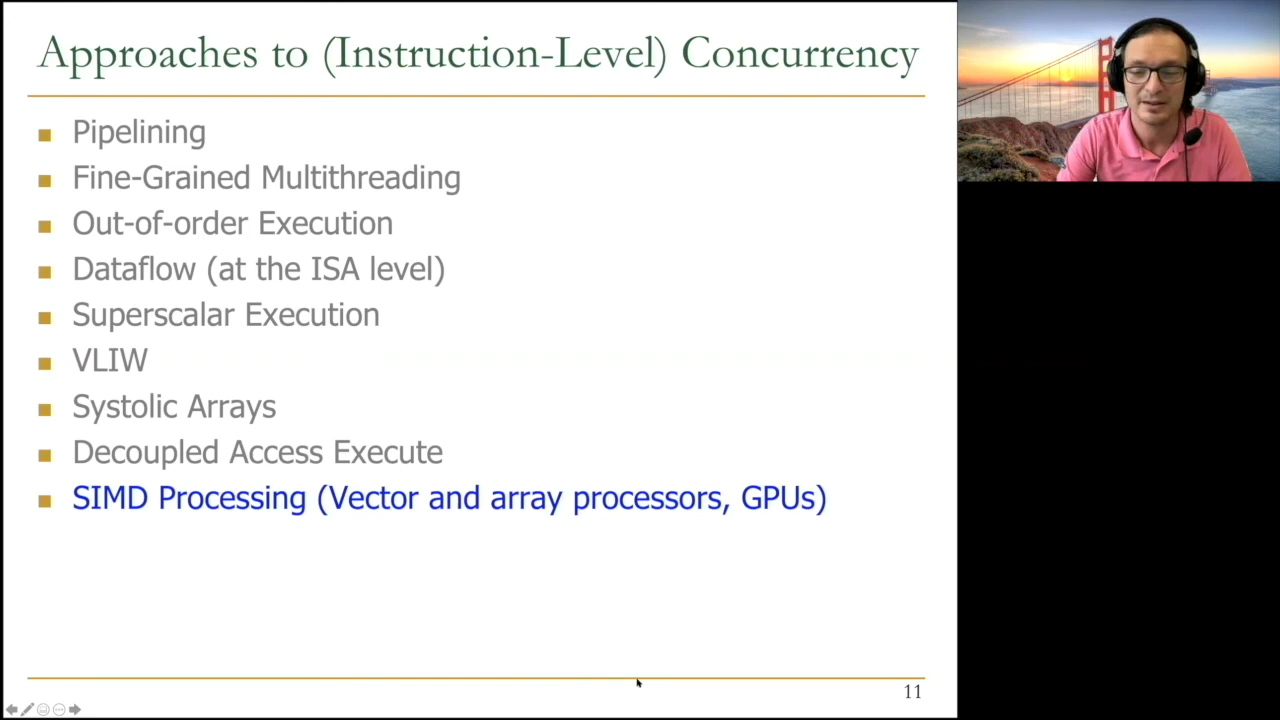 Approaches to (Instruction-Level) Concurrency
Pipelining
Fine-Grained Multithreading
Out-of-order Execution
Dataflow (at the ISA level)
Superscalar Execution
VLIW
Systolic Arrays
Decoupled Access Execute
SIMD Processing (Vector and array processors, GPUs)
11